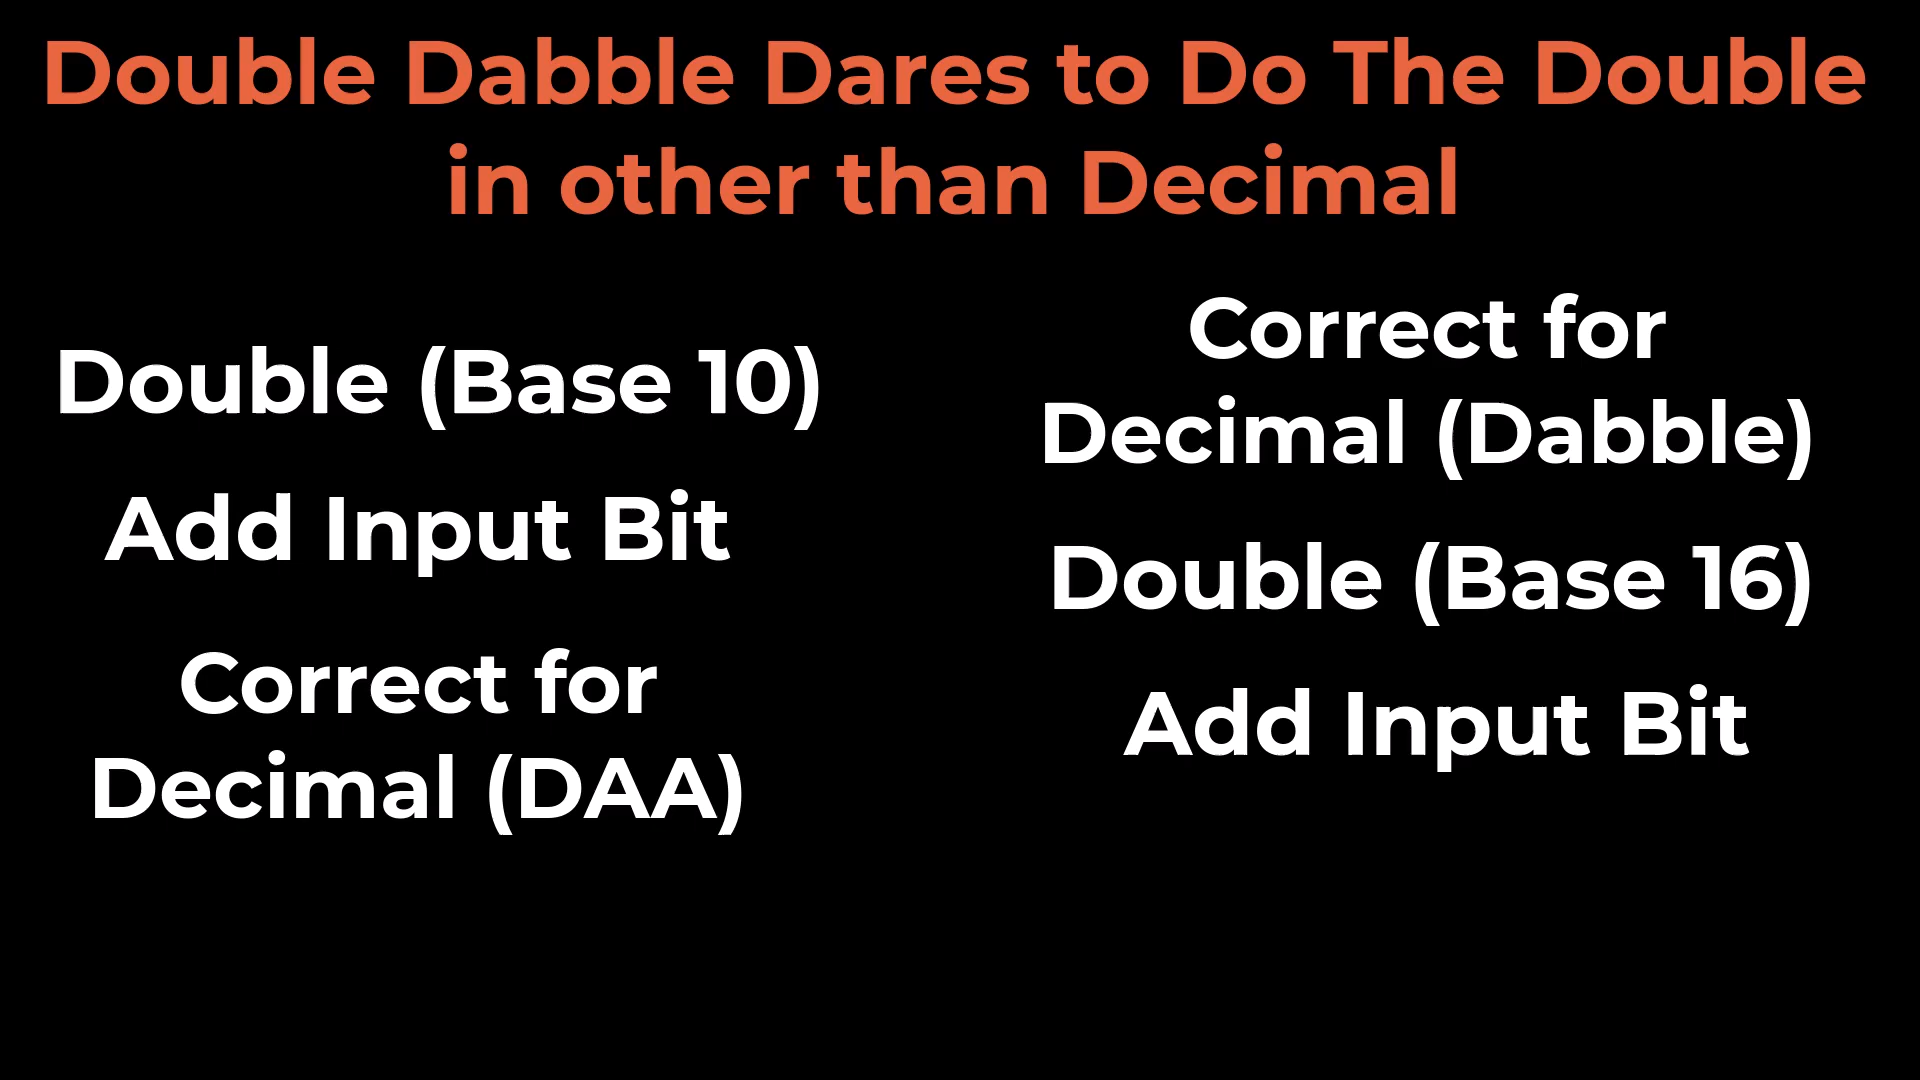 Double Dabble Dares to Do The Double
in other than Decimal
Double (Base 10)
Add Input Bit
Correct for
Decimal (DAA)
Correct for
Decimal (Dabble)
Double (Base 16)
Add Input Bit